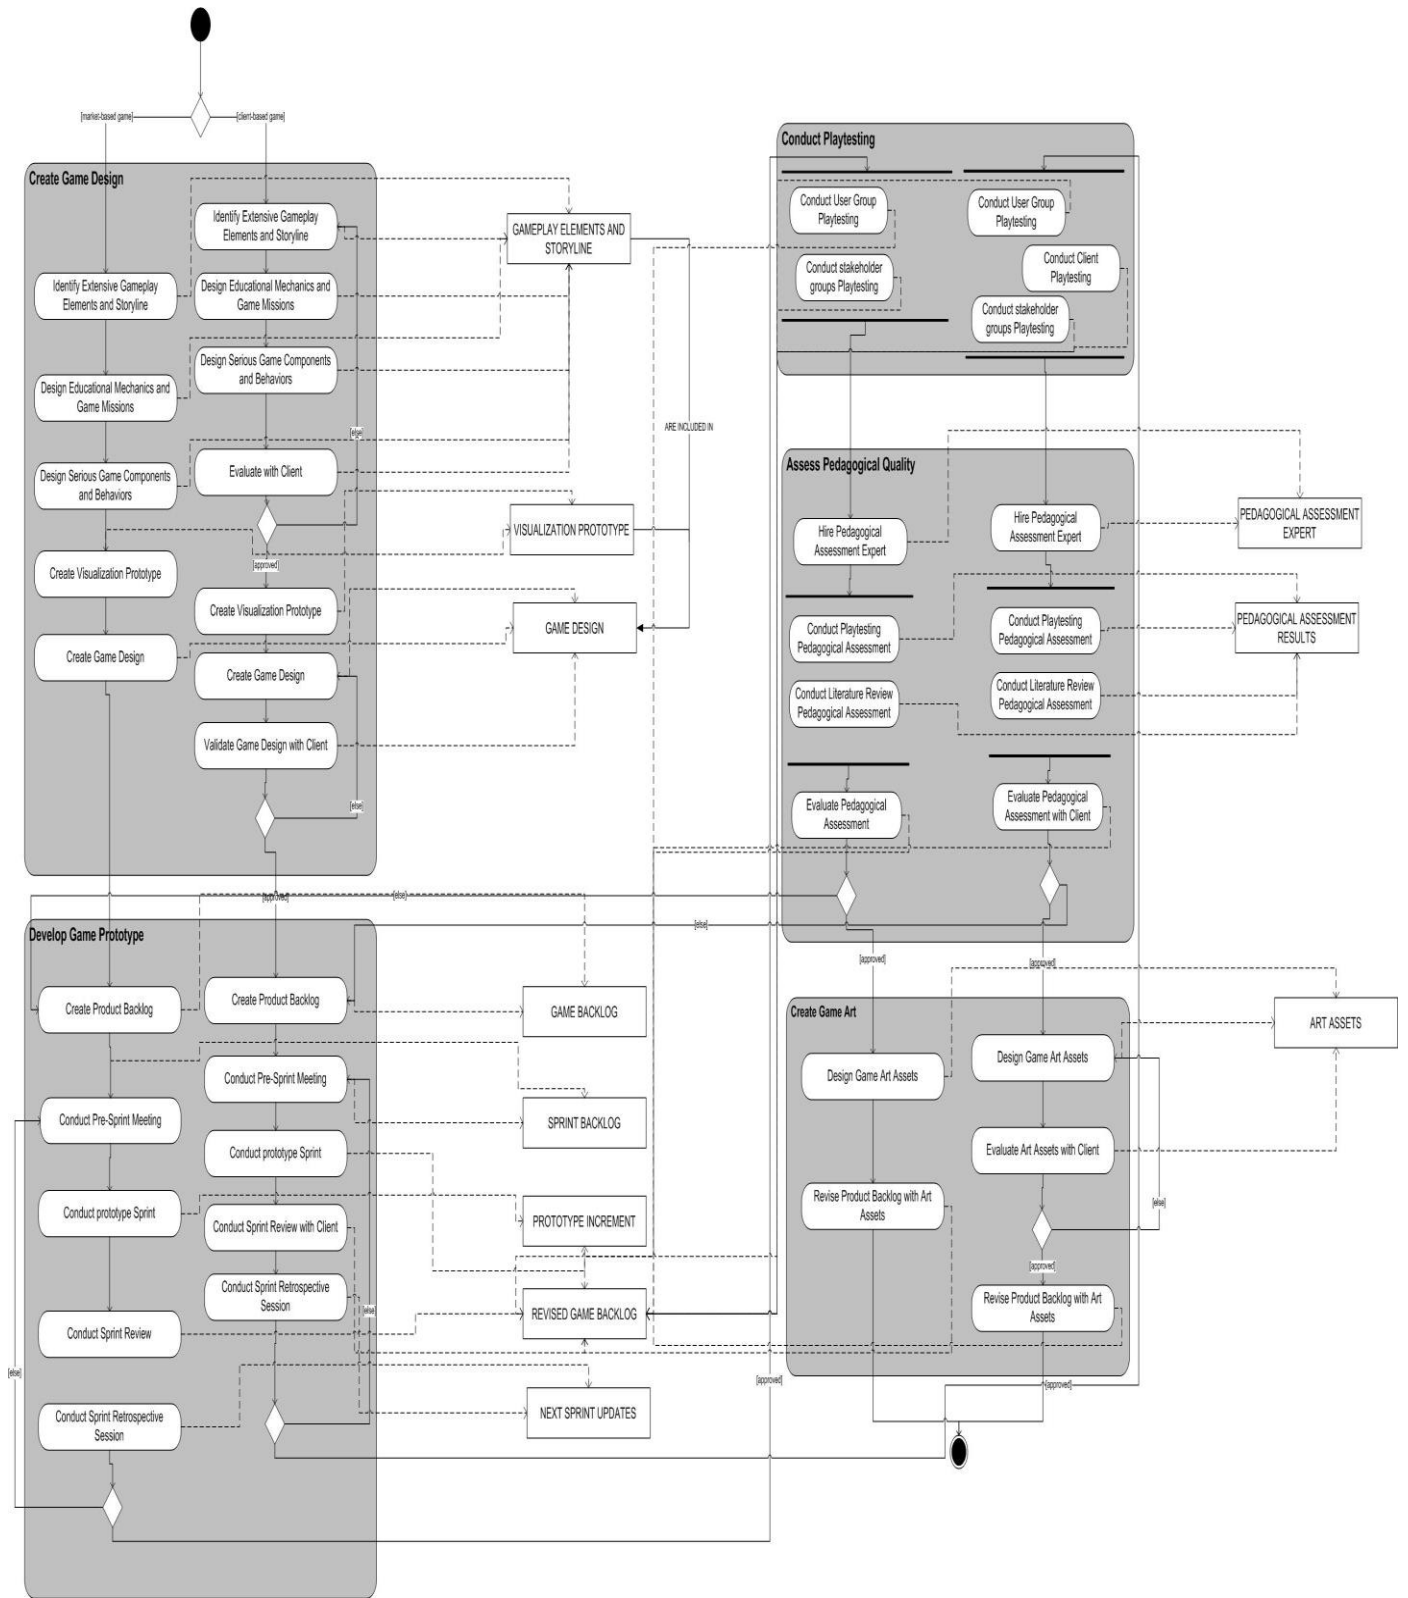 [market-based game]
[client-based game]
Create Game Design
Identify Extensive Gameplay
Elements and Storyline
Design Educational Mechanics and
Game Missions
Design Serious Game Components
and Behaviors
[else]
Evaluate with Client
[approved]
Create Visualization Prototype
Create Game Design
Validate Game Design with Client
[else]
[approved]
Identify Extensive Gameplay
Elements and Storyline
Design Educational Mechanics and
Game Missions
Design Serious Game Components
and Behaviors
Create Visualization Prototype
Create Game Design
GAMEPLAY ELEMENTS AND
STORYLINE
ARE INCLUDED IN
VISUALIZATION PROTOTYPE
GAME DESIGN
Conduct Playtesting
Conduct User Group
Playtesting
Conduct stakeholder
groups Playtesting
Conduct User Group
Playtesting
Conduct Client
Playtesting
Conduct stakeholder
groups Playtesting
Assess Pedagogical Quality
Hire Pedagogical
Assessment Expert
Conduct Playtesting
Pedagogical Assessment
Conduct Literature Review
Pedagogical Assessment
Evaluate Pedagogical
Assessment
Hire Pedagogical
Assessment Expert
Conduct Playtesting
Pedagogical Assessment
Conduct Literature Review
Pedagogical Assessment
Evaluate Pedagogical
Assessment with Client
PEDAGOGICAL ASSESSMENT
EXPERT
PEDAGOGICAL ASSESSMENT
RESULTS
[else]
[else]
[approved]
[approved]
Develop Game Prototype
Create Product Backlog
Conduct Pre-Sprint Meeting
Conduct prototype Sprint
Conduct Sprint Review
[else]
Conduct Sprint Retrospective
Session
Create Product Backlog
Conduct Pre-Sprint Meeting
Conduct prototype Sprint
Conduct Sprint Review with Client
Conduct Sprint Retrospective
Session
[else]
GAME BACKLOG
SPRINT BACKLOG
PROTOTYPE INCREMENT
REVISED GAME BACKLOG
NEXT SPRINT UPDATES
[approved]
[approved]
Create Game Art
Design Game Art Assets
Revise Product Backlog with Art
Assets
Design Game Art Assets
Evaluate Art Assets with Client
[else]
[approved]
Revise Product Backlog with Art
Assets
ART ASSETS